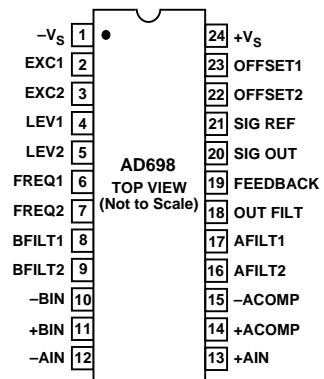 –VS 1
EXC1 2
EXC2 3
LEV1 4
LEV2 5
FREQ1 6
FREQ2 7
BFILT1 8
BFILT2 9
–BIN 10
+BIN 11
–AIN 12
AD698
TOP VIEW
(Not to Scale)
24 +VS
23 OFFSET1
22 OFFSET2
21 SIG REF
20 SIG OUT
19 FEEDBACK
18 OUT FILT
17 AFILT1
16 AFILT2
15 –ACOMP
14 +ACOMP
13 +AIN